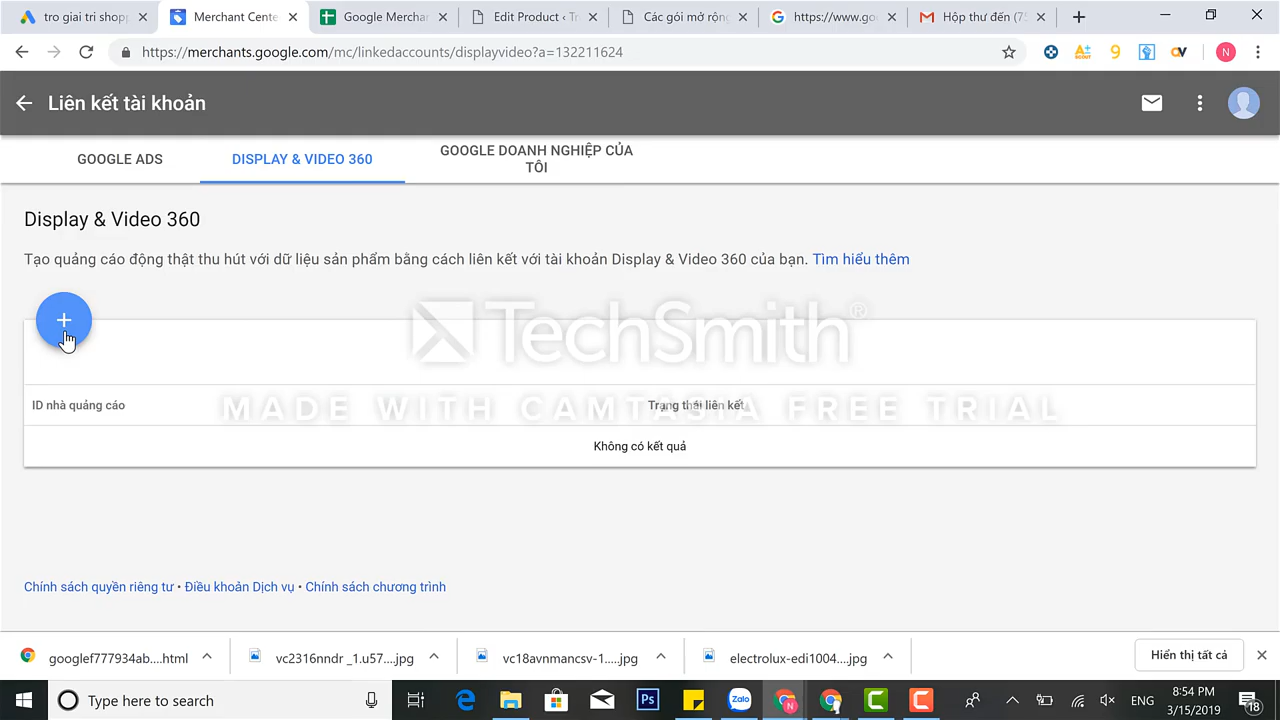 tro giai tri shopp
Merchant Cente
Google Merchan
Edit Product ‹ Tr
Các gói mở rộng
https://www.goo
Hộp thư đến (75
https://merchants.google.com/mc/linkedaccounts/displayvideo?a=132211624
N
Liên kết tài khoản
GOOGLE ADS
DISPLAY & VIDEO 360
GOOGLE DOANH NGHIỆP CỦA
TÔI
Display & Video 360
Tạo quảng cáo động thật thu hút với dữ liệu sản phẩm bằng cách liên kết với tài khoản Display & Video 360 của bạn. Tìm hiểu thêm
TechSmith®
MADE WITH CAMTASIA FREE TRIAL
ID nhà quảng cáo
Trạng thái liên kết
Không có kết quả
Chính sách quyền riêng tư • Điều khoản Dịch vụ • Chính sách chương trình
googlef777934ab....html
vc2316nndr _1.u57....jpg
vc18avnmancsv-1.....jpg
electrolux-edi1004....jpg
Hiển thị tất cả
Type here to search
Ps
Zalo
ENG
8:54 PM
3/15/2019
18